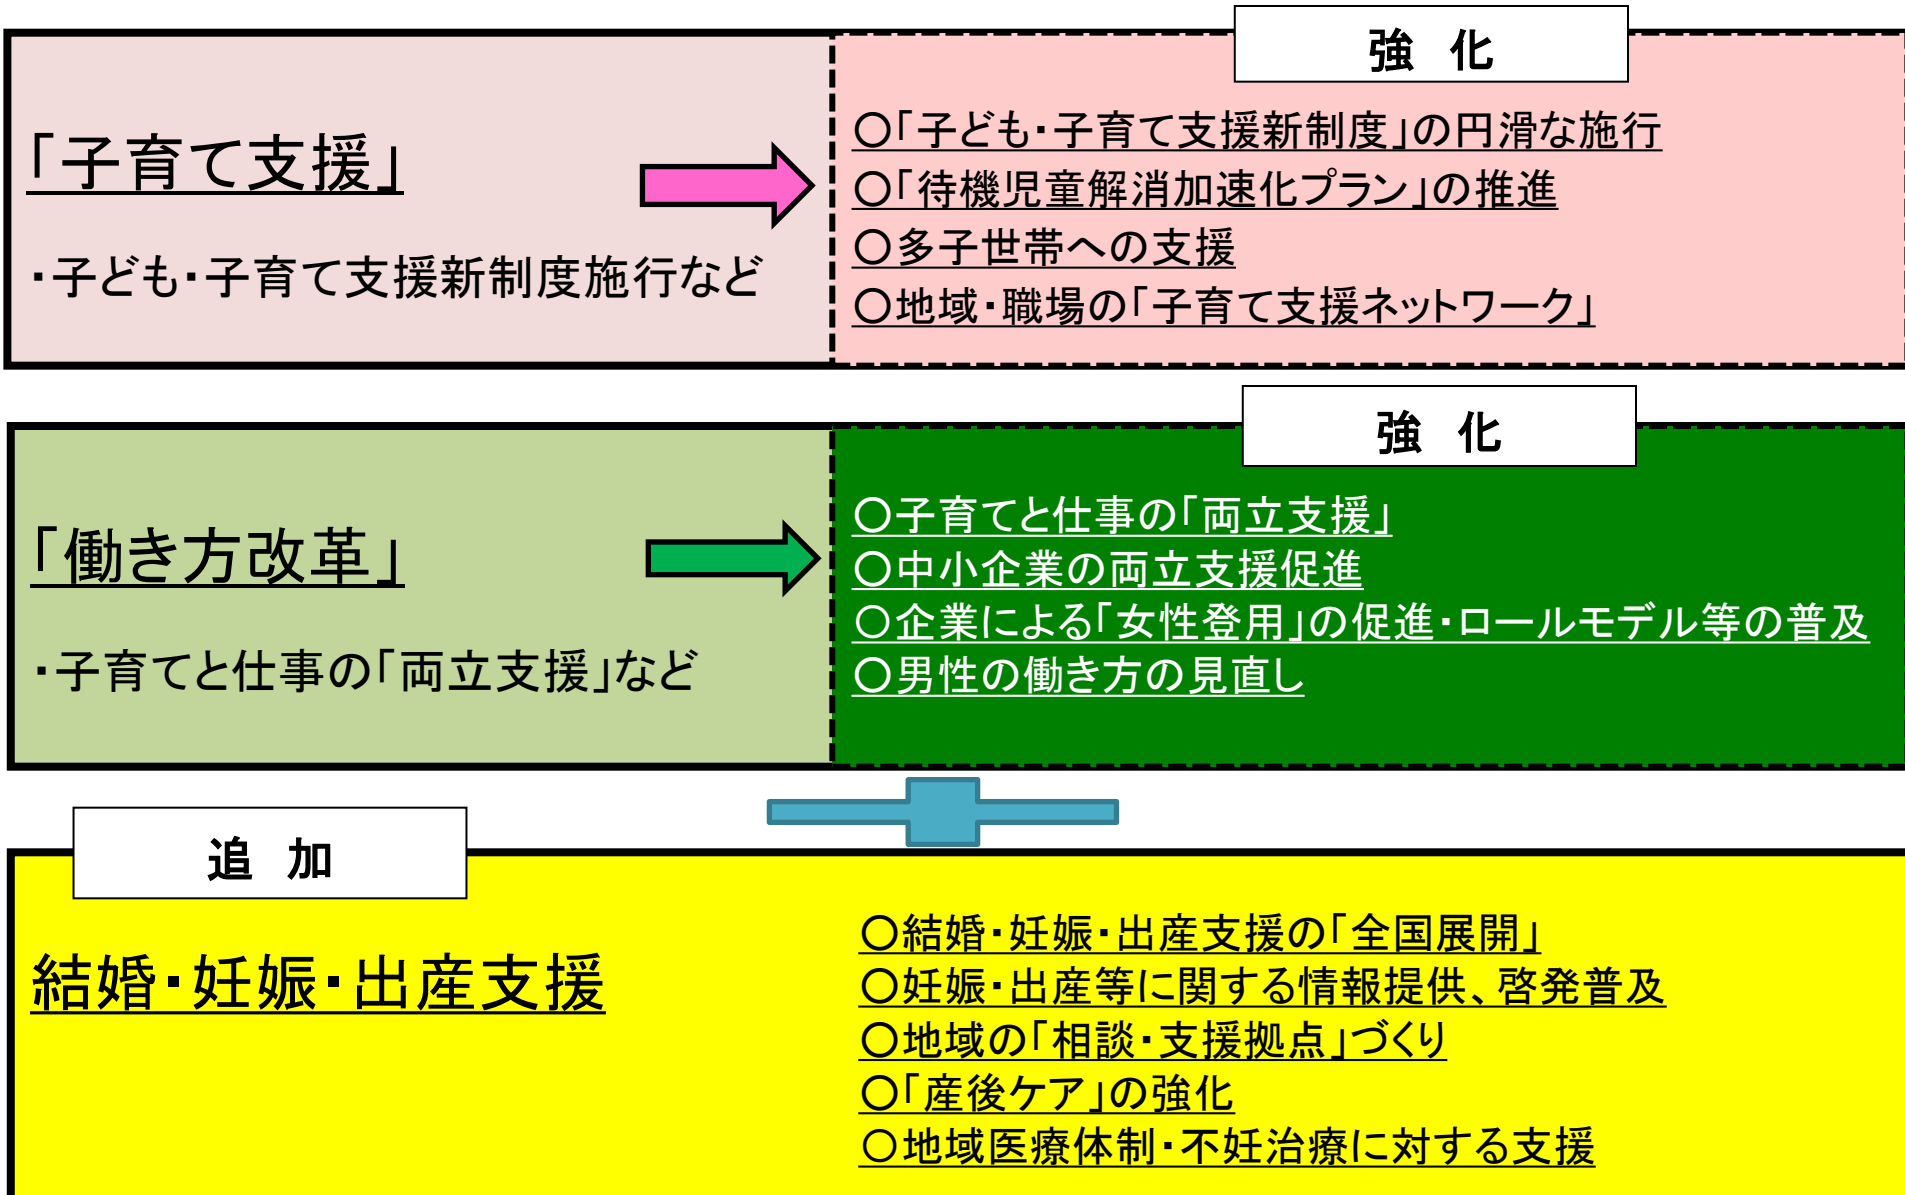 強 化
「子育て支援」
・子ども・子育て支援新制度施行など
○「子ども・子育て支援新制度」の円滑な施行
○「待機児童解消加速化プラン」の推進
○多子世帯への支援
○地域・職場の「子育て支援ネットワーク」
強 化
「働き方改革」
・子育てと仕事の「両立支援」など
○子育てと仕事の「両立支援」
○中小企業の両立支援促進
○企業による「女性登用」の促進・ロールモデル等の普及
○男性の働き方の見直し
追 加
結婚・妊娠・出産支援
○結婚・妊娠・出産支援の「全国展開」
○妊娠・出産等に関する情報提供、啓発普及
○地域の「相談・支援拠点」づくり
○「産後ケア」の強化
○地域医療体制・不妊治療に対する支援